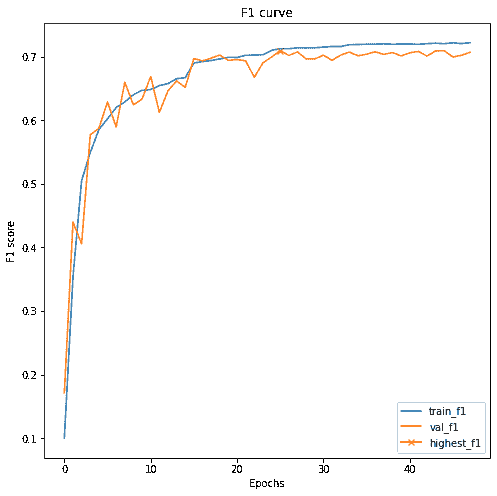 F1 curve
F1 score
0.7
0.6
0.5
0.4
0.3
0.2
0.1
0 10 20 30 40
Epochs
train_f1
val_f1
highest_f1